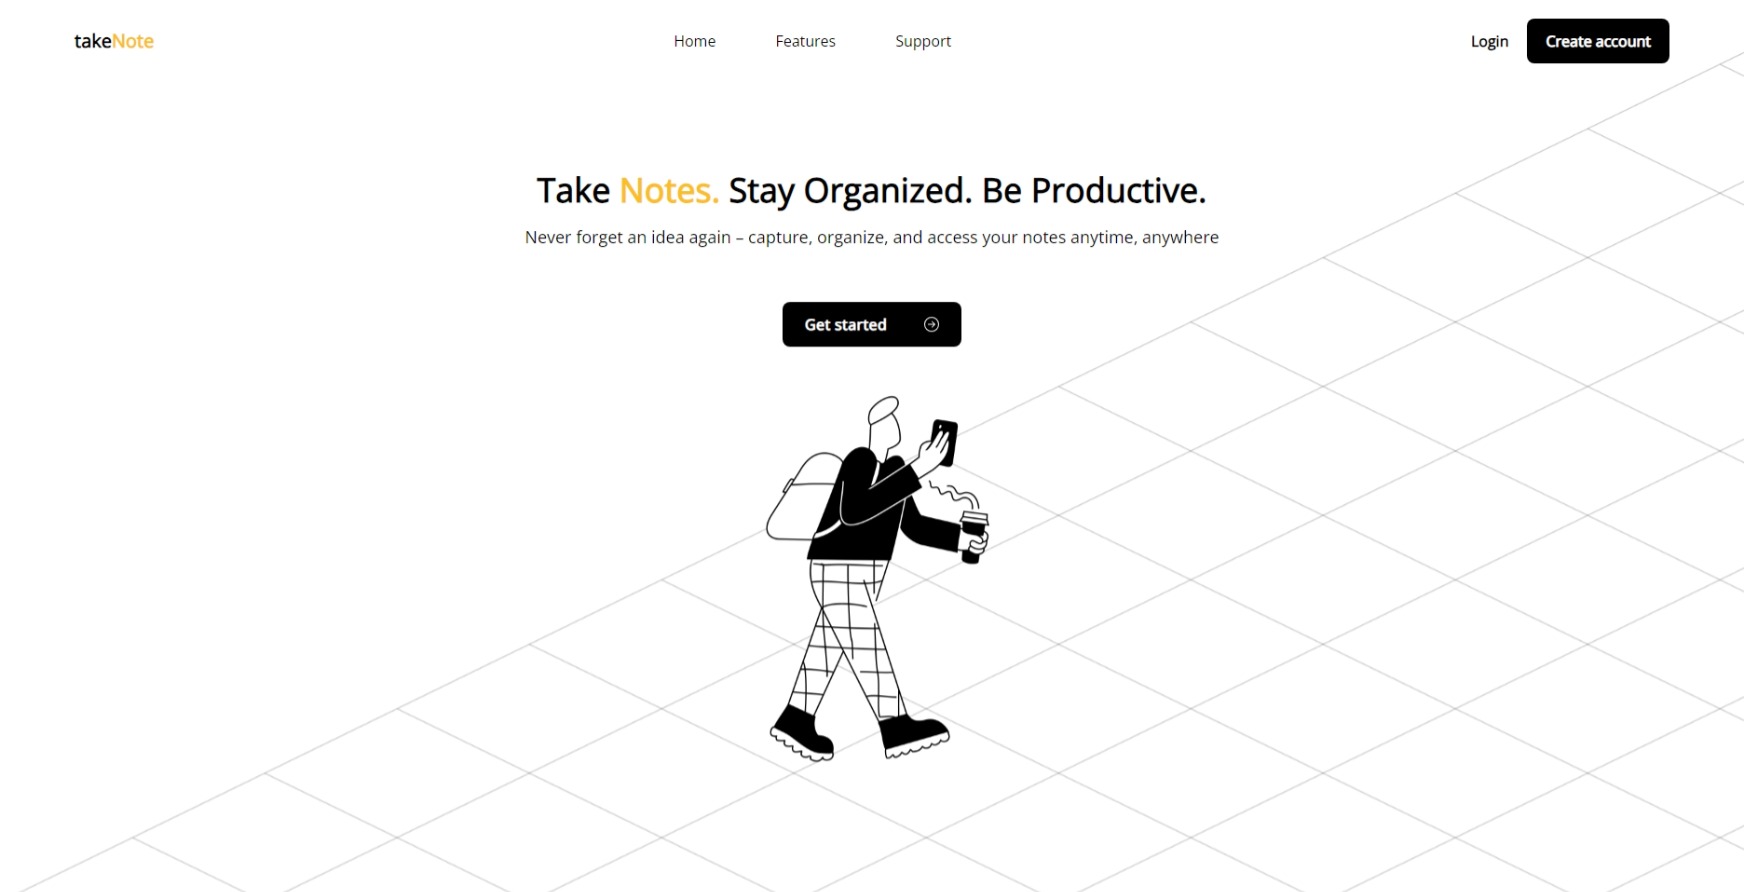 takeNote
Home
Features
Support
Login
Create account
Take Notes. Stay Organized. Be Productive.
Never forget an idea again – capture, organize, and access your notes anytime, anywhere
Get started